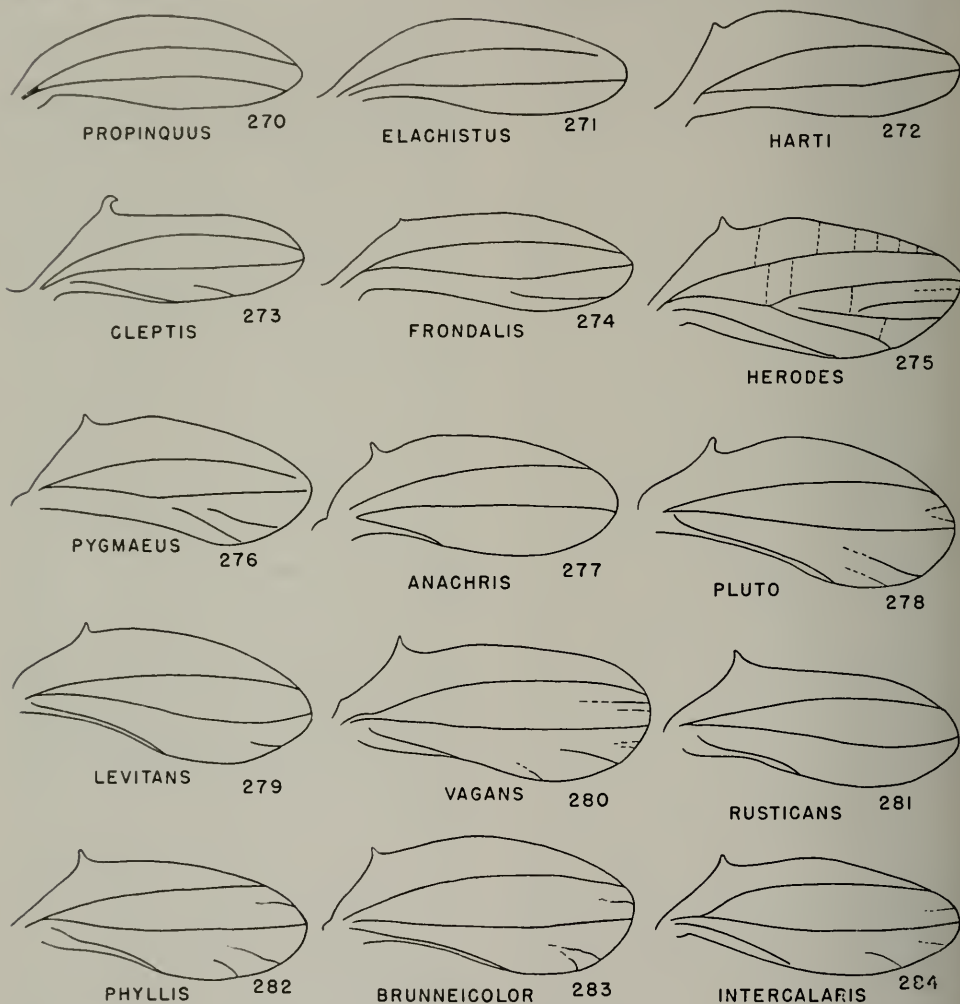 PROPINQUUS 270
ELACHISTUS 271
HARTI 272
CLEPTIS 273
FRONDALIS 274
HERODES 275
PYGMAEUS 276
ANACHRIS 277
PLUTO 278
LEVITANS 279
VAGANS 280
RUSTICANS 281
PHYLLIS 282
BRUNNEICOLOR 283
INTERCALARIS 284